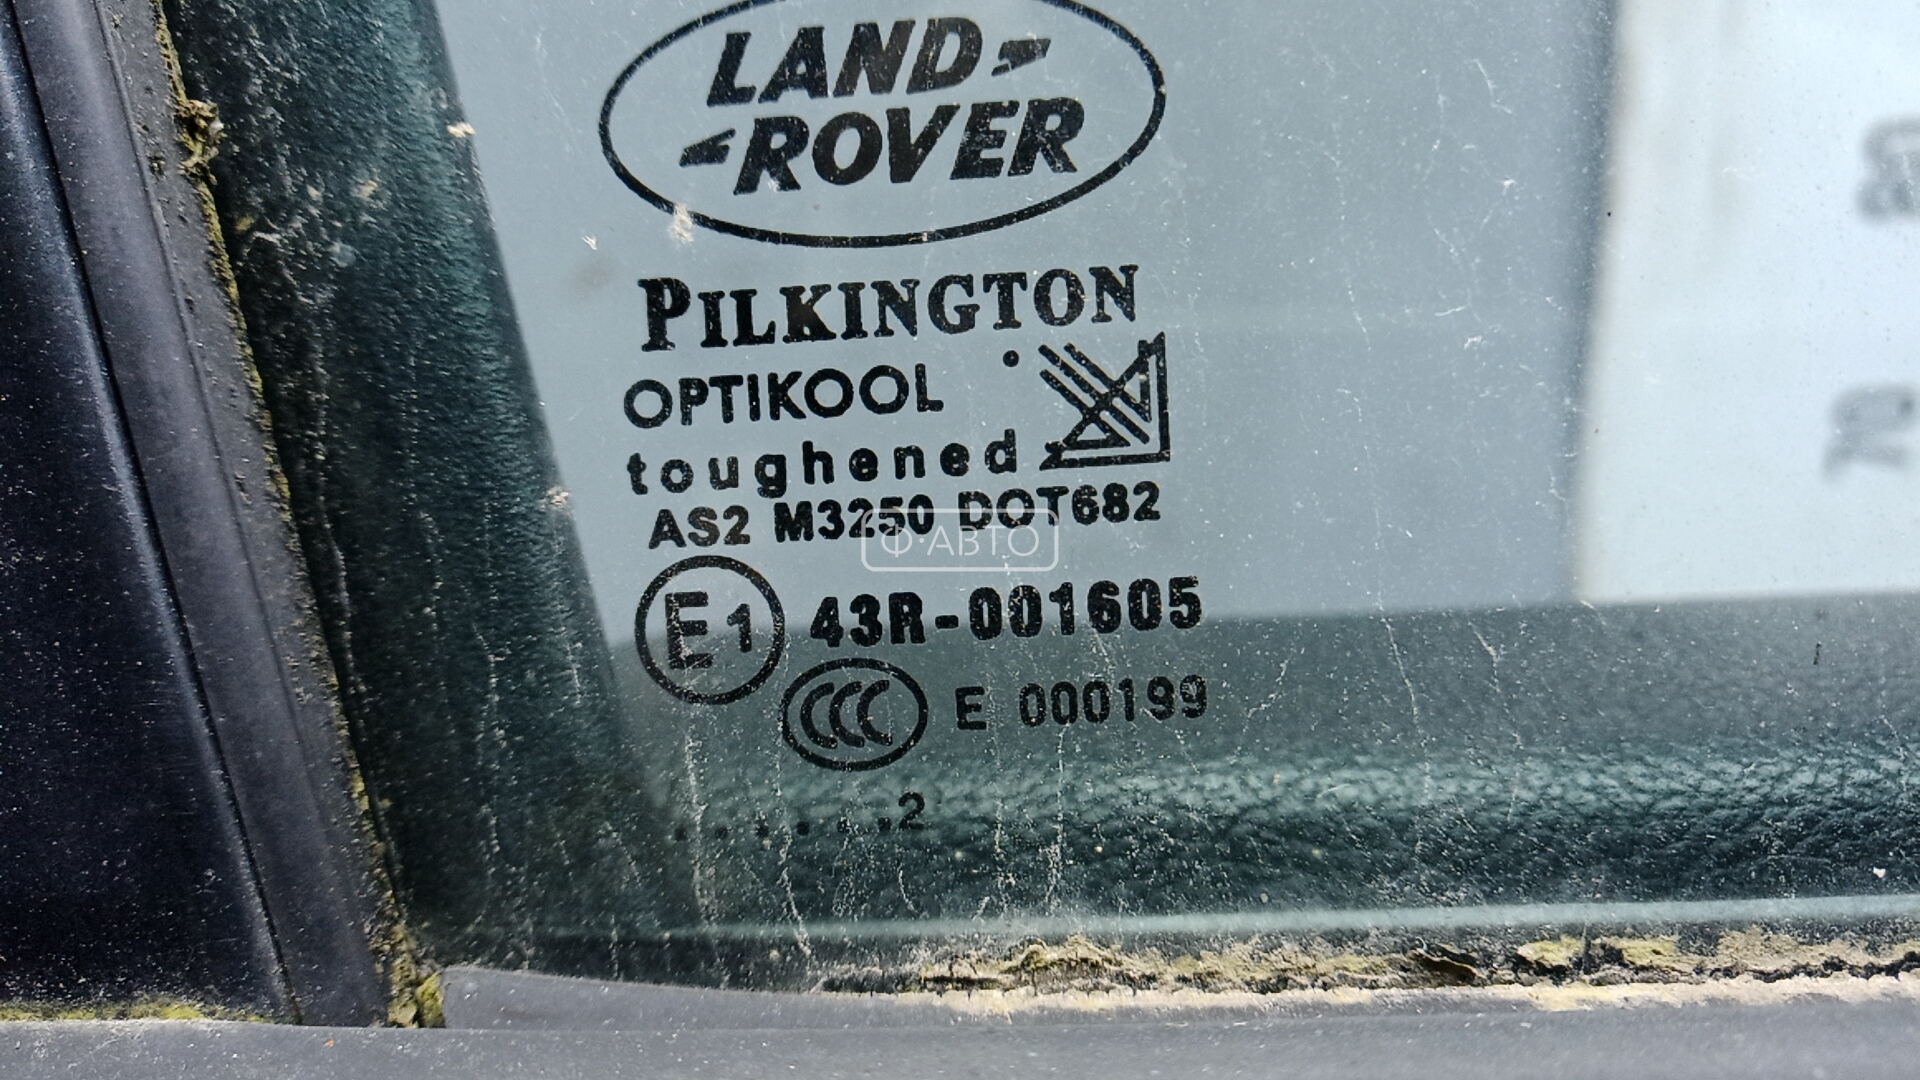 LAND
ROVER
PILKINGTON
OPTIKOOL
toughened
AS2 M3250 DOT682
Ф·АВТО
E1 43R-001605
CCC E 000199
.......2